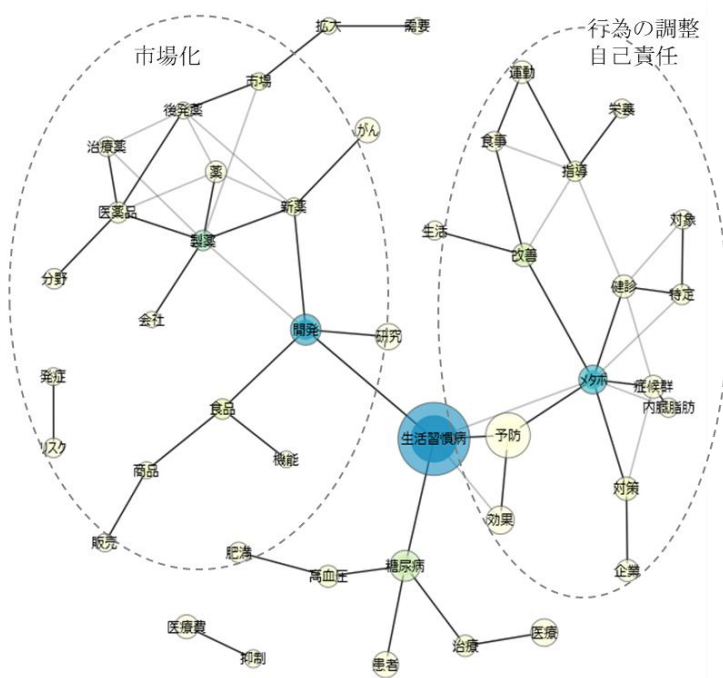 行為の調整
自己責任
市場化
拡大
需要
市場
運動
栄養
後発薬
がん
食事
治療薬
薬
指導
医薬品
新薬
対象
生活
製薬
改善
分野
健診
特定
会社
開発
研究
発症
メタボ
症候群
内臓脂肪
食品
生活習慣病
予防
リスク
商品
機能
対策
効果
販売
肥満
高血圧
糖尿病
企業
医療費
医療
抑制
治療
患者